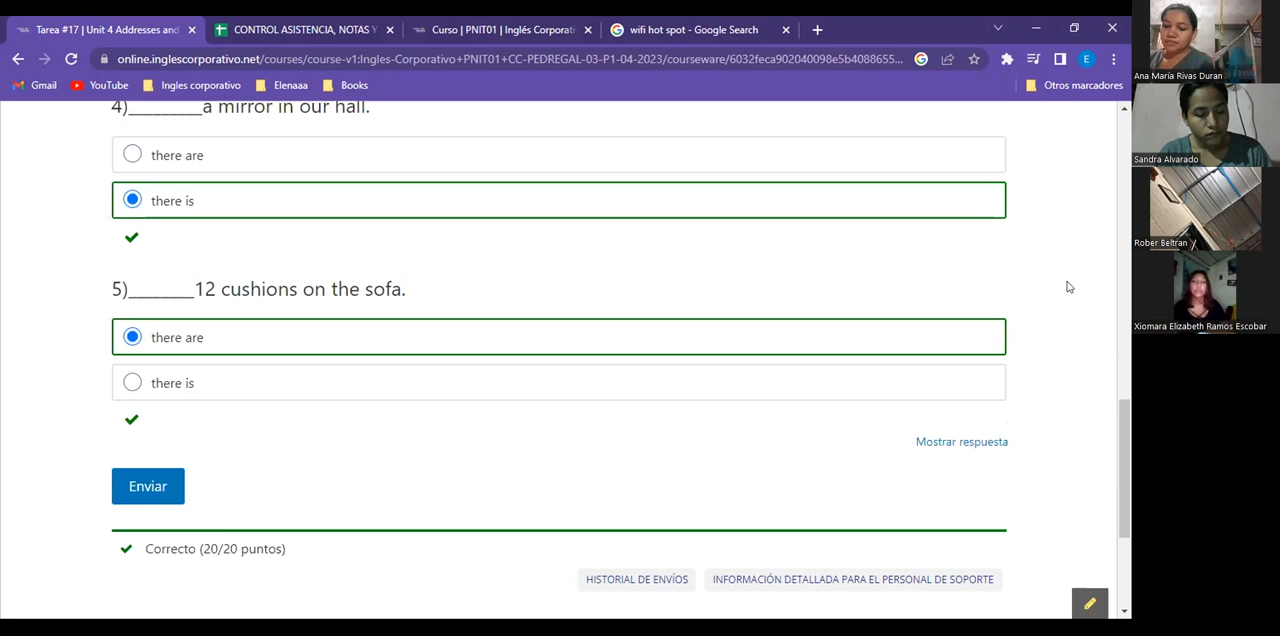 Tarea #17 | Unit 4 Addresses and
CONTROL ASISTENCIA, NOTAS Y
Curso | PNIT01 | Inglés Corporati
wifi hot spot - Google Search
online.inglescorporativo.net/courses/course-v1:Ingles-Corporativo+PNIT01+CC-PEDREGAL-03-P1-04-2023/courseware/6032feca902040098e5b4088655...
E
Gmail
YouTube
Ingles corporativo
Elenaaa
Books
Otros marcadores
4)_________a mirror in our hall.
there are
there is
5)________12 cushions on the sofa.
there are
there is
Mostrar respuesta
Enviar
Correcto (20/20 puntos)
HISTORIAL DE ENVÍOS
INFORMACIÓN DETALLADA PARA EL PERSONAL DE SOPORTE
Ana María Rivas Duran
Sandra Alvarado
Rober Beltran
Xiomara Elizabeth Ramos Escobar